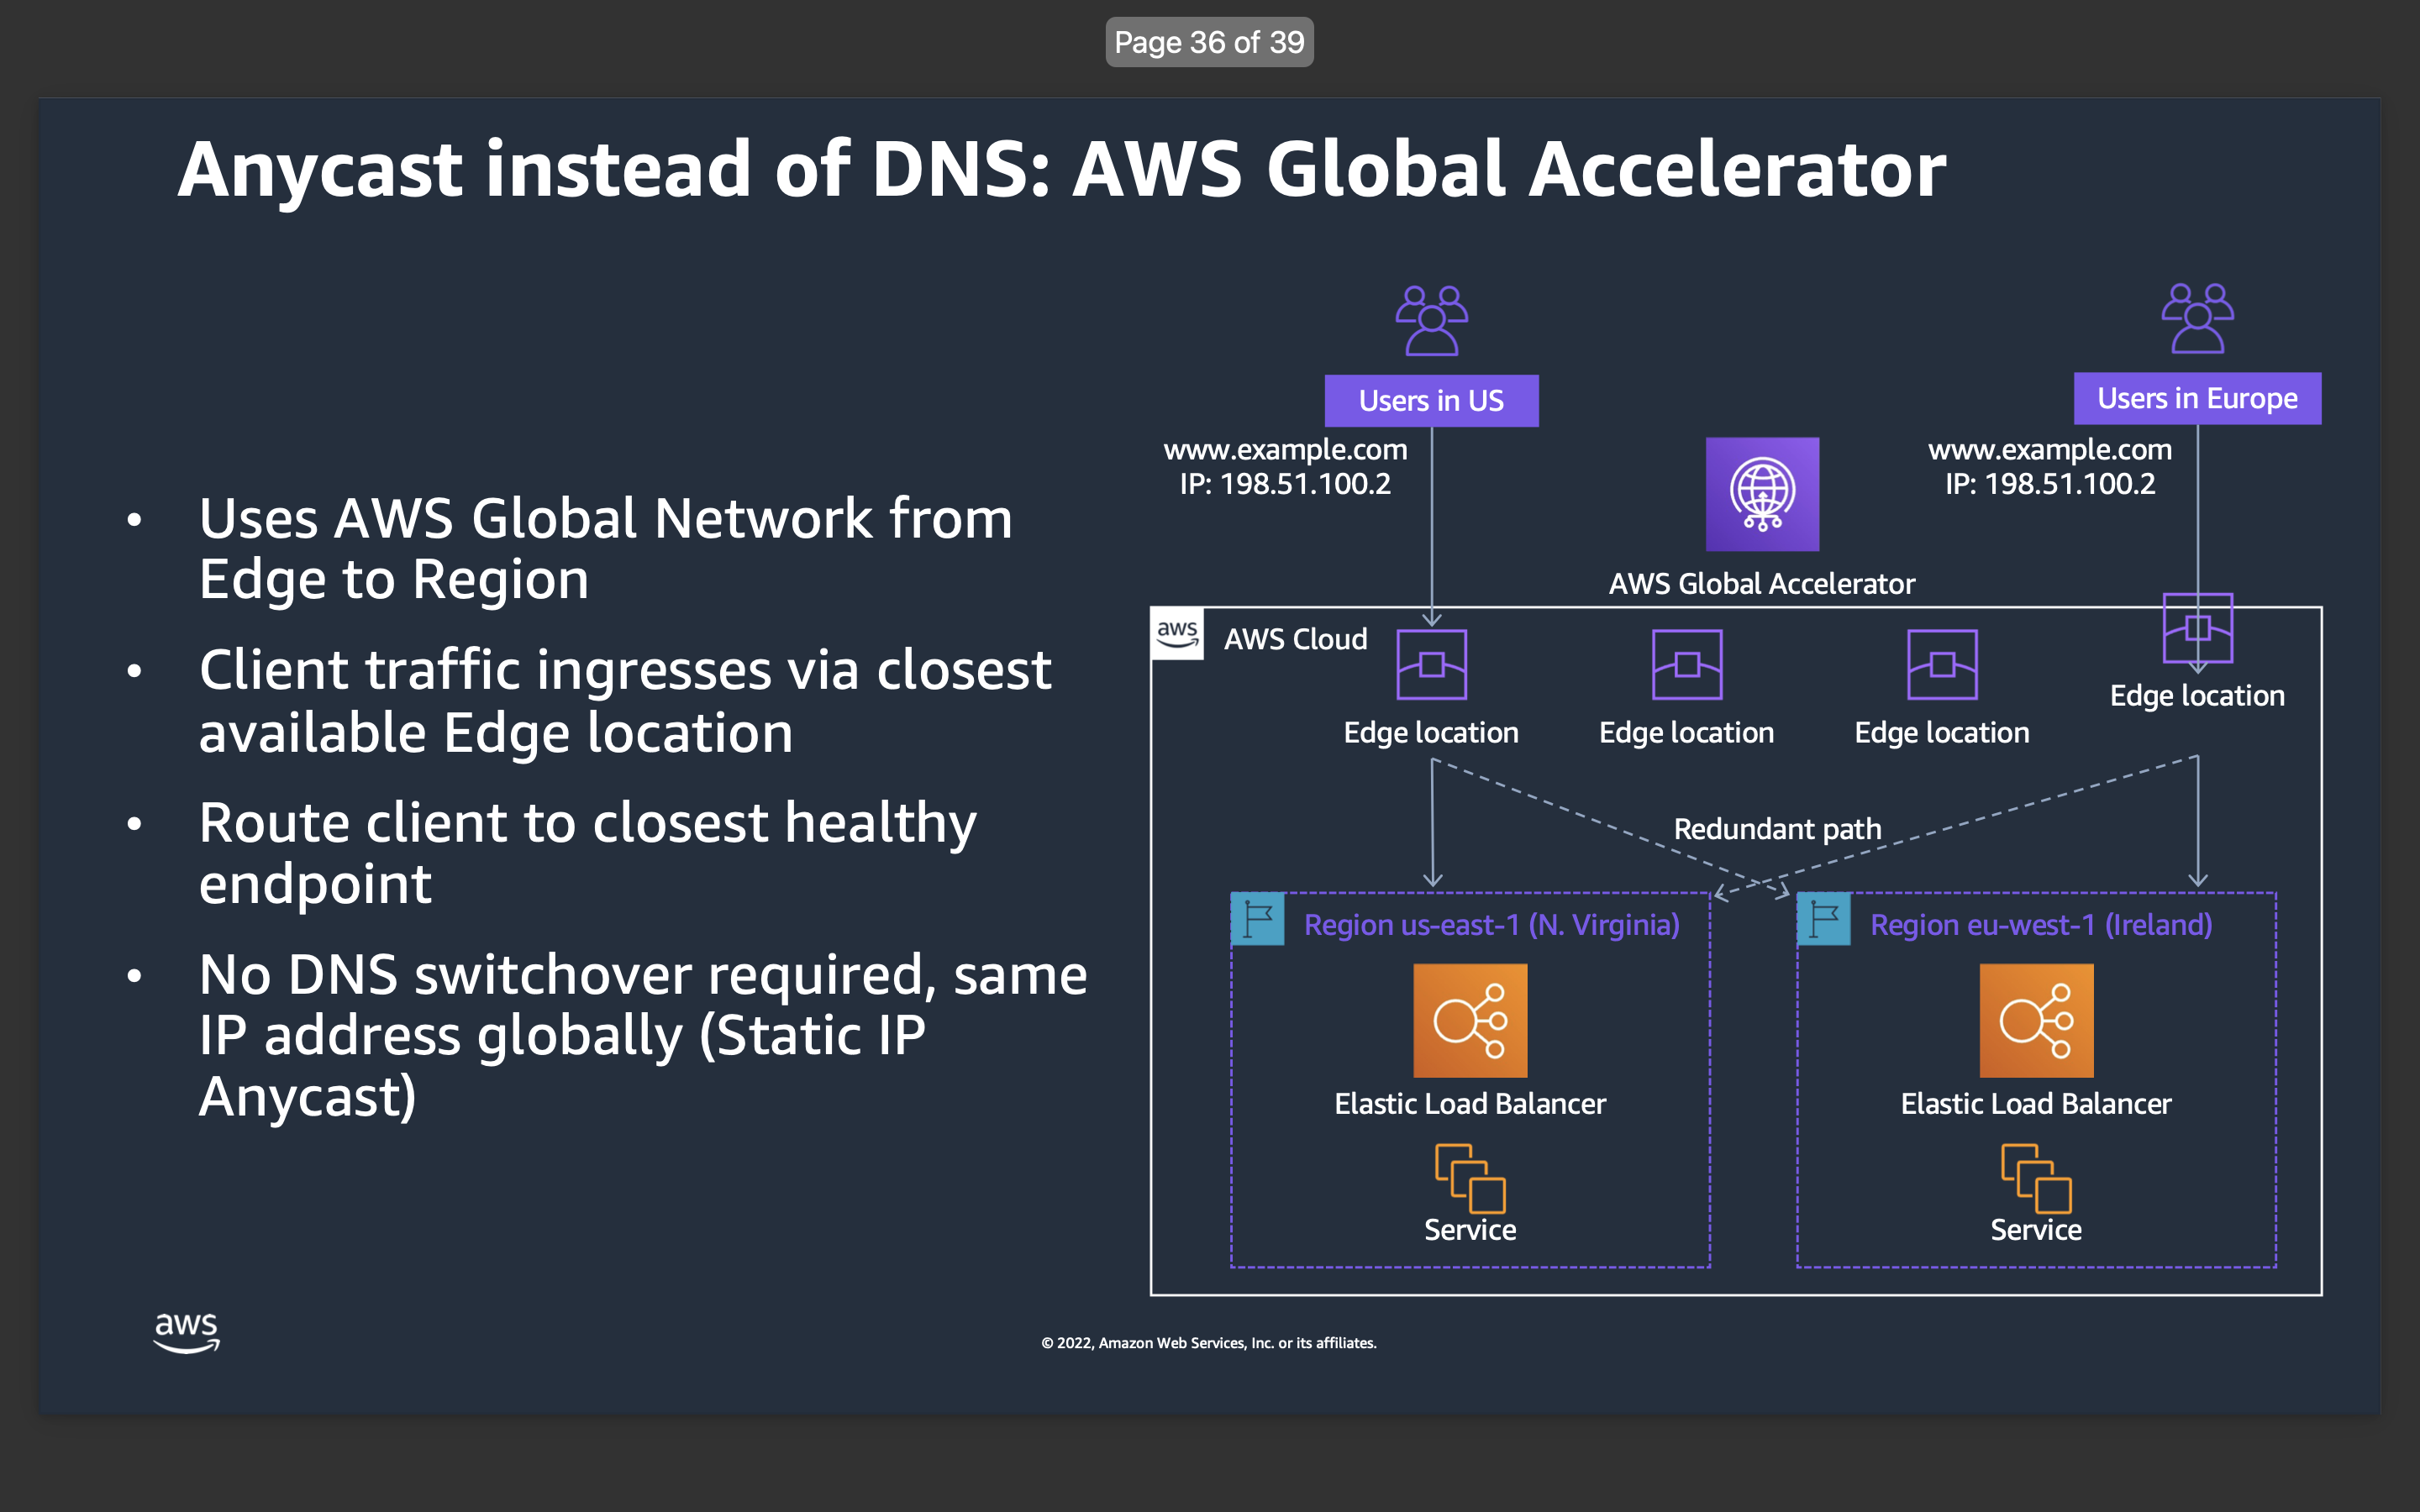 Page 36 of 39
Anycast instead of DNS: AWS Global Accelerator
• Uses AWS Global Network from
Edge to Region
• Client traffic ingresses via closest
available Edge location
• Route client to closest healthy
endpoint
• No DNS switchover required, same
IP address globally (Static IP
Anycast)
Users in US
Users in Europe
www.example.com
IP: 198.51.100.2
www.example.com
IP: 198.51.100.2
AWS Global Accelerator
aws
AWS Cloud
Edge location
Edge location
Edge location
Edge location
Redundant path
Region us-east-1 (N. Virginia)
Region eu-west-1 (Ireland)
Elastic Load Balancer
Elastic Load Balancer
Service
Service
aws
© 2022, Amazon Web Services, Inc. or its affiliates.